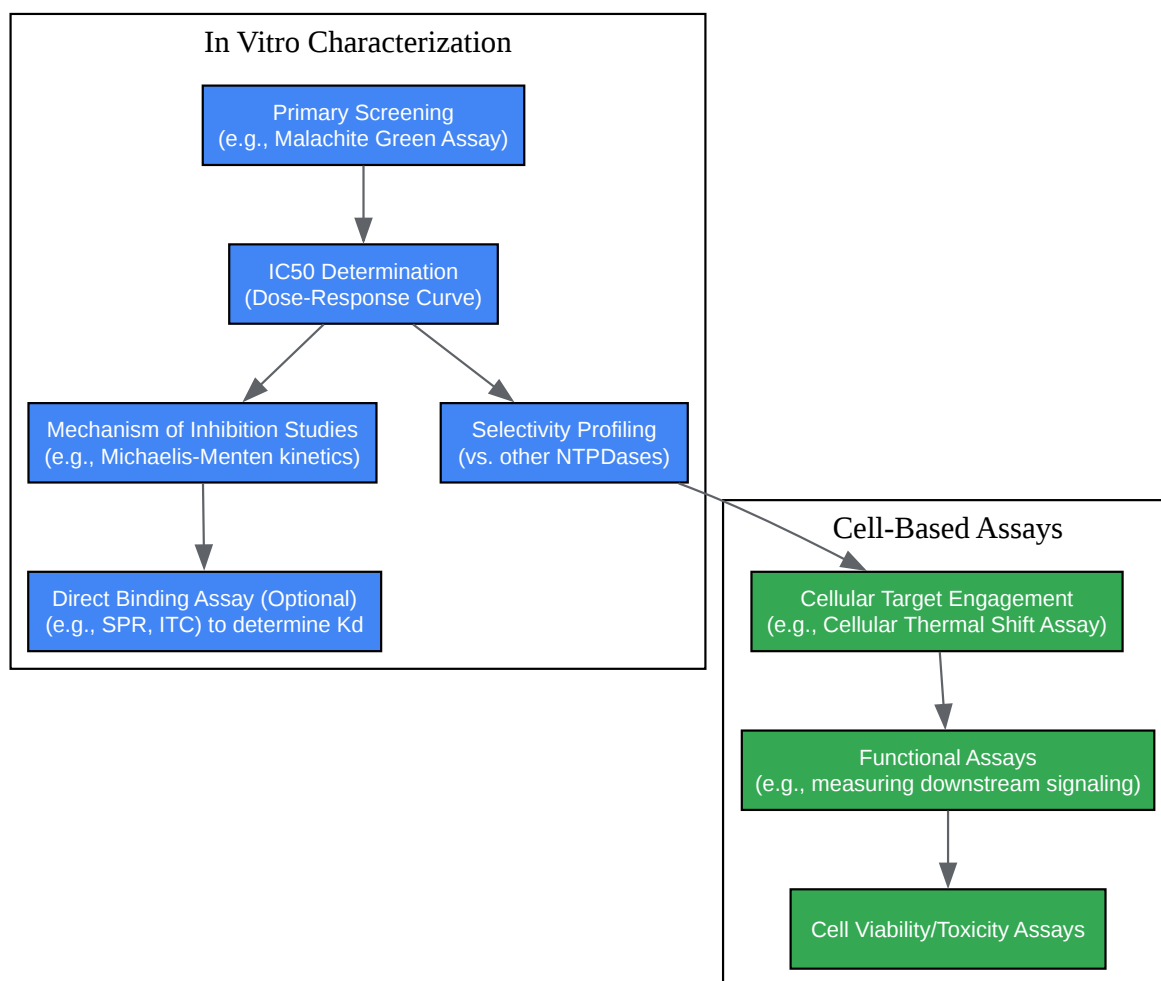 In Vitro Characterization
Primary Screening
(e.g., Malachite Green Assay)
IC50 Determination
(Dose-Response Curve)
Mechanism of Inhibition Studies
(e.g., Michaelis-Menten kinetics)
Selectivity Profiling
(vs. other NTPDases)
Direct Binding Assay (Optional)
(e.g., SPR, ITC) to determine Kd
Cell-Based Assays
Cellular Target Engagement
(e.g., Cellular Thermal Shift Assay)
Functional Assays
(e.g., measuring downstream signaling)
Cell Viability/Toxicity Assays